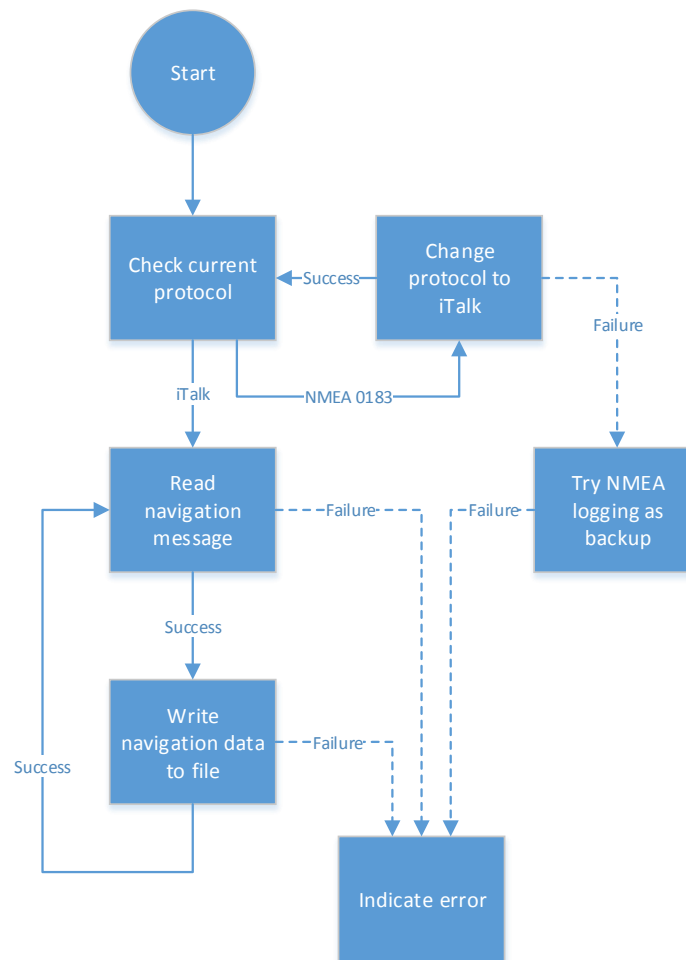 Start
Check current
protocol
Change
protocol to
iTalk
Success
Failure
iTalk
NMEA 0183
Read
navigation
message
Failure
Failure
Try NMEA
logging as
backup
Success
Write
navigation data
to file
Failure
Success
Indicate error